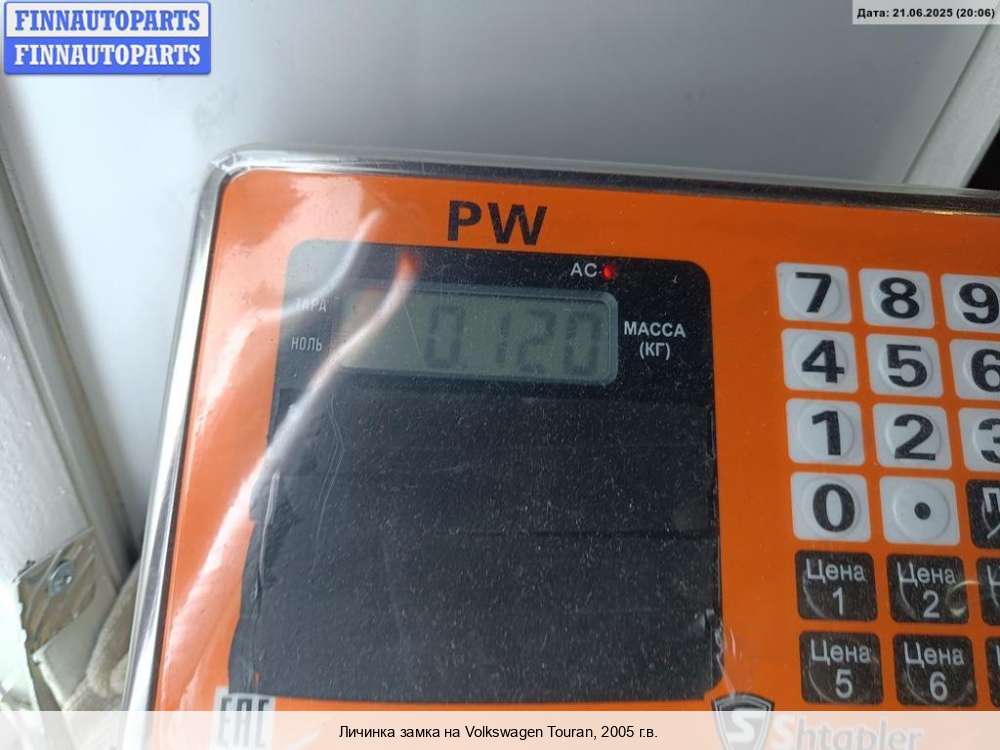 FINNAUTOPARTS
FINNAUTOPARTS
Дата: 21.06.2025 (20:06)
PW
AC
ТАРА
НОЛЬ
0.120
МАССА
(КГ)
7 8 9
4 5 6
1 2 3
0 .
Цена 1
Цена 2
Цена 5
Цена 6
EAC
Shtapler
Личинка замка на Volkswagen Touran, 2005 г.в.